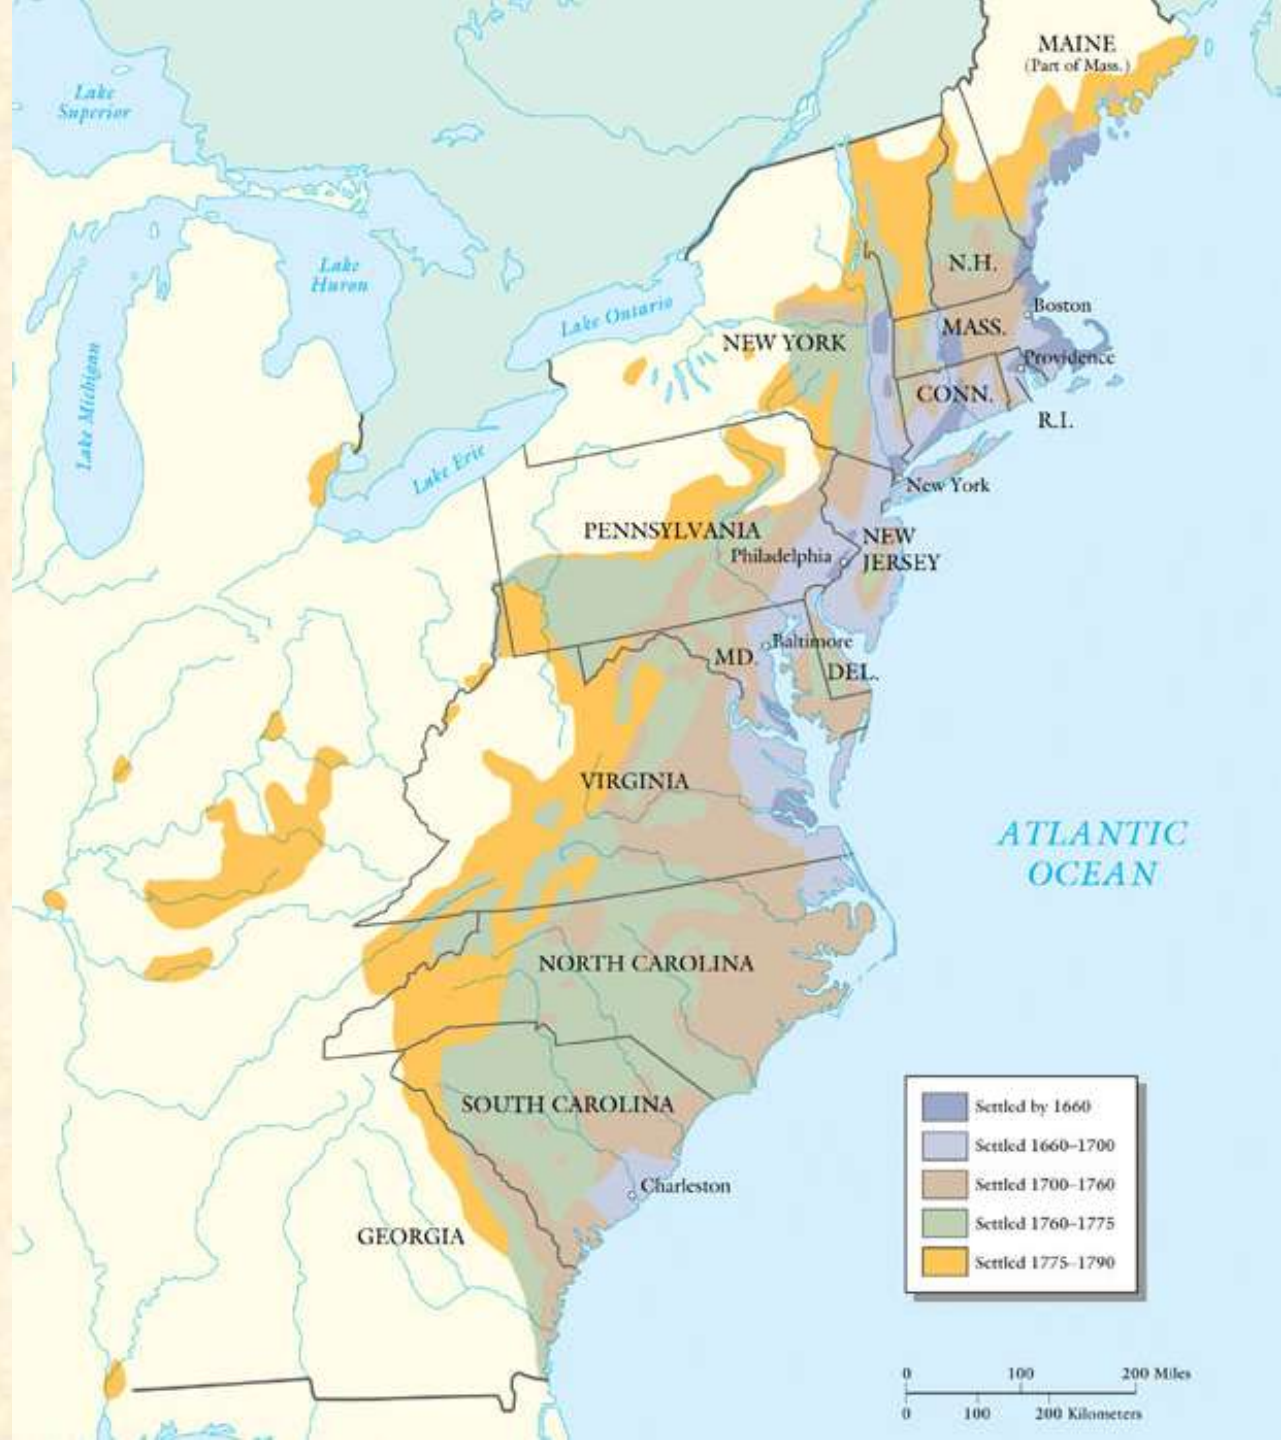 MAINE
(Part of Mass.)
Lake
Superior
Lake
Huron
Lake Ontario
N.H.
Boston
MASS.
NEW YORK
Providence
CONN.
R.I.
Lake Michigan
Lake Erie
New York
PENNSYLVANIA
NEW
JERSEY
Philadelphia
Baltimore
MD.
DEL.
VIRGINIA
ATLANTIC
OCEAN
NORTH CAROLINA
SOUTH CAROLINA
Charleston
GEORGIA
Settled by 1660
Settled 1660–1700
Settled 1700–1760
Settled 1760–1775
Settled 1775–1790
0 100 200 Miles
0 100 200 Kilometers